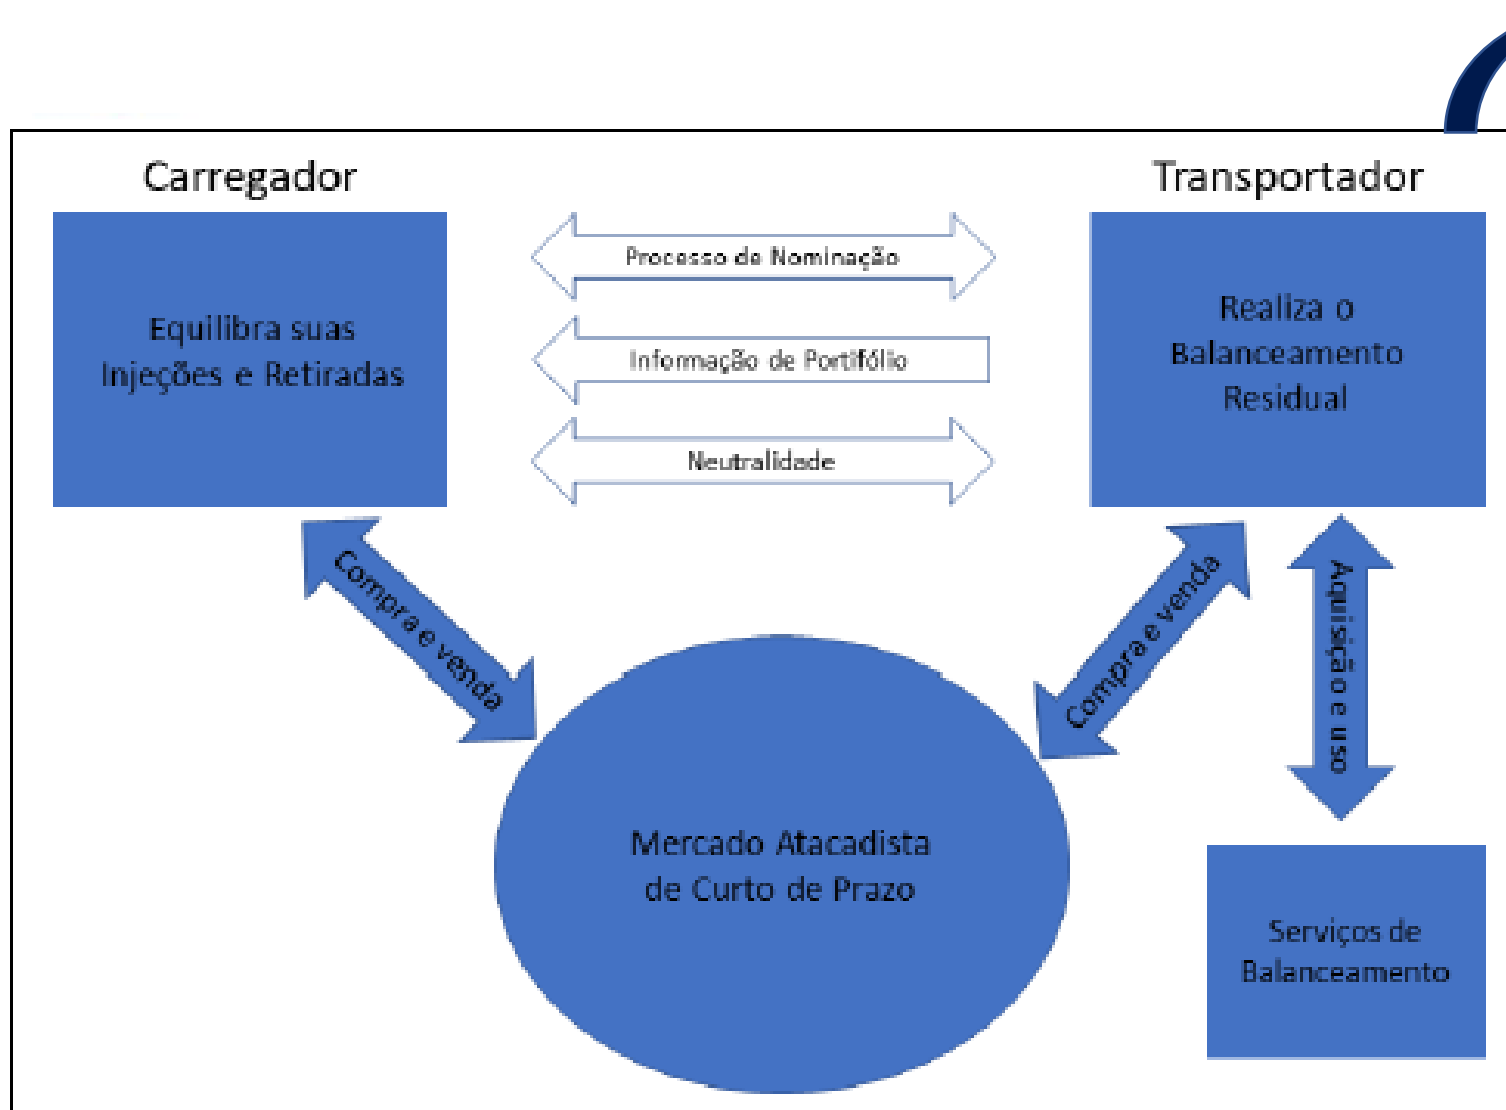 Carregador
Transportador
Equilibra suas
Injeções e Retiradas
Processo de Nominação
Informação de Portifólio
Neutralidade
Realiza o
Balanceamento
Residual
Compra e venda
Compra e venda
Aquisição e uso
Mercado Atacadista
de Curto de Prazo
Serviços de
Balanceamento